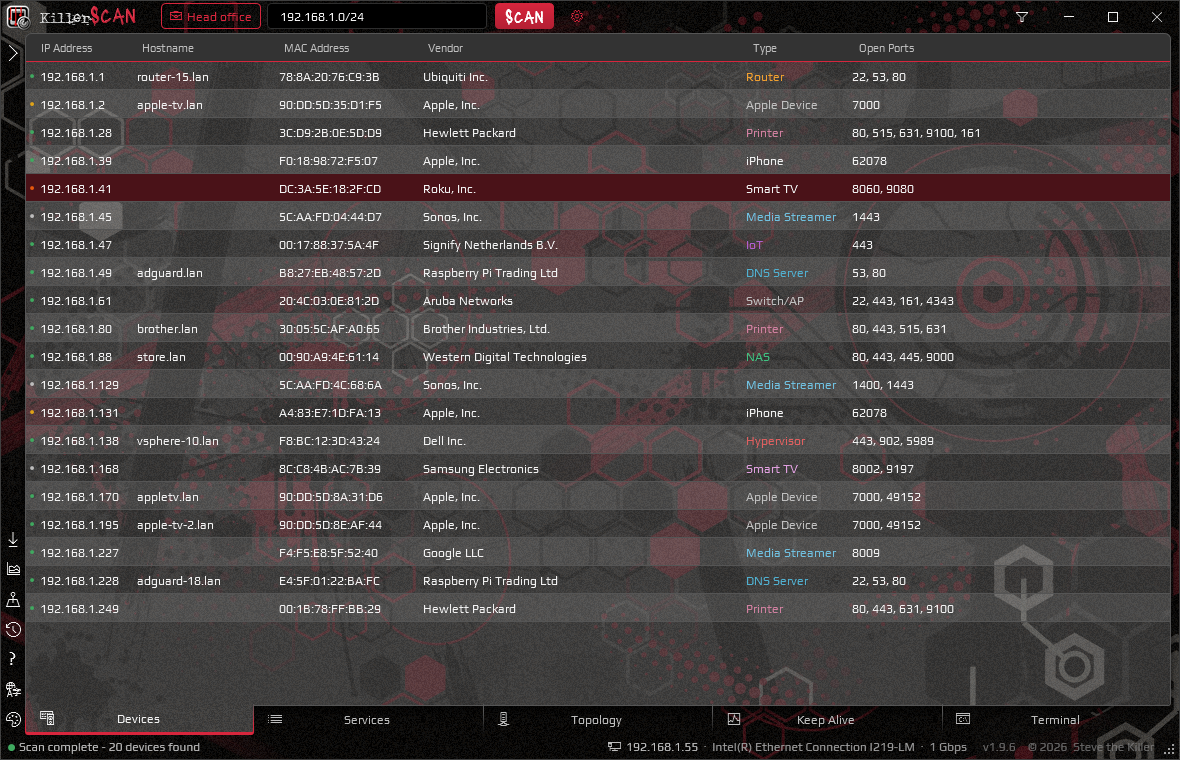 Killer SCAN Head office 192.168.1.0/24 SCAN
IP Address Hostname MAC Address Vendor Type Open Ports
192.168.1.1 router-15.lan 78:8A:20:76:C9:3B Ubiquiti Inc. Router 22, 53, 80
192.168.1.2 apple-tv.lan 90:DD:5D:35:D1:F5 Apple, Inc. Apple Device 7000
192.168.1.28 3C:D9:2B:0E:5D:D9 Hewlett Packard Printer 80, 515, 631, 9100, 161
192.168.1.39 F0:18:98:72:F5:07 Apple, Inc. iPhone 62078
192.168.1.41 DC:3A:5E:18:2F:CD Roku, Inc. Smart TV 8060, 9080
192.168.1.45 5C:AA:FD:04:44:D7 Sonos, Inc. Media Streamer 1443
192.168.1.47 00:17:88:37:5A:4F Signify Netherlands B.V. IoT 443
192.168.1.49 adguard.lan B8:27:EB:48:57:2D Raspberry Pi Trading Ltd DNS Server 53, 80
192.168.1.61 20:4C:03:0E:81:2D Aruba Networks Switch/AP 22, 443, 161, 4343
192.168.1.80 brother.lan 30:05:5C:AF:A0:65 Brother Industries, Ltd. Printer 80, 443, 515, 631
192.168.1.88 store.lan 00:90:A9:4E:61:14 Western Digital Technologies NAS 80, 443, 445, 9000
192.168.1.129 5C:AA:FD:4C:68:6A Sonos, Inc. Media Streamer 1400, 1443
192.168.1.131 A4:83:E7:1D:FA:13 Apple, Inc. iPhone 62078
192.168.1.138 vsphere-10.lan F8:BC:12:3D:43:24 Dell Inc. Hypervisor 443, 902, 5989
192.168.1.168 8C:C8:4B:AC:7B:39 Samsung Electronics Smart TV 8002, 9197
192.168.1.170 appletv.lan 90:DD:5D:8A:31:D6 Apple, Inc. Apple Device 7000, 49152
192.168.1.195 apple-tv-2.lan 90:DD:5D:8E:AF:44 Apple, Inc. Apple Device 7000, 49152
192.168.1.227 F4:F5:E8:5F:52:40 Google LLC Media Streamer 8009
192.168.1.228 adguard-18.lan E4:5F:01:22:BA:FC Raspberry Pi Trading Ltd DNS Server 22, 53, 80
192.168.1.249 00:1B:78:FF:BB:29 Hewlett Packard Printer 80, 443, 631, 9100
Devices Services Topology Keep Alive Terminal
Scan complete - 20 devices found 192.168.1.55 · Intel(R) Ethernet Connection I219-LM · 1 Gbps v1.9.6 © 2026 Steve the Killer